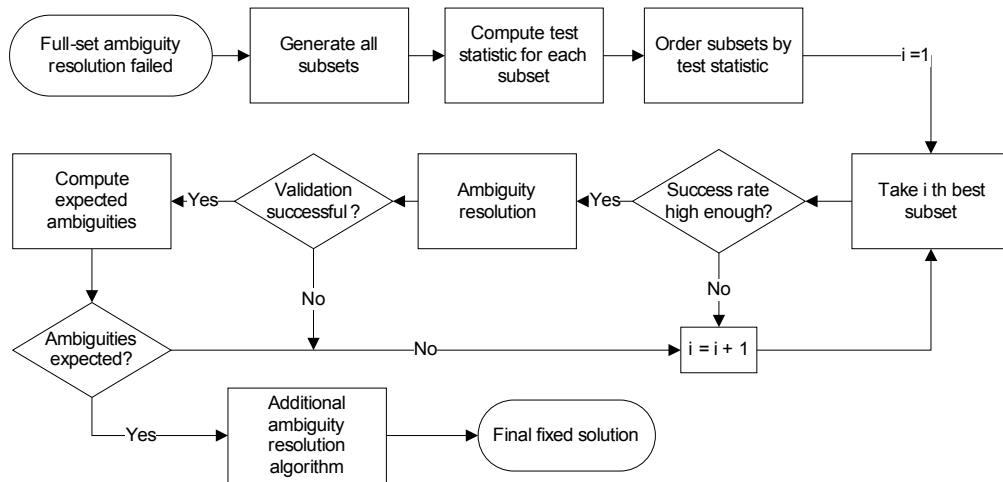 Full-set ambiguity
resolution failed
Generate all
subsets
Compute test
statistic for each
subset
Order subsets by
test statistic
i =1
Compute
expected
ambiguities
Yes
Validation
successful ?
Ambiguity
resolution
Yes
Success rate
high enough?
Take i th best
subset
No
No
Ambiguities
expected?
No
i = i + 1
Yes
Additional
ambiguity
resolution
algorithm
Final fixed solution